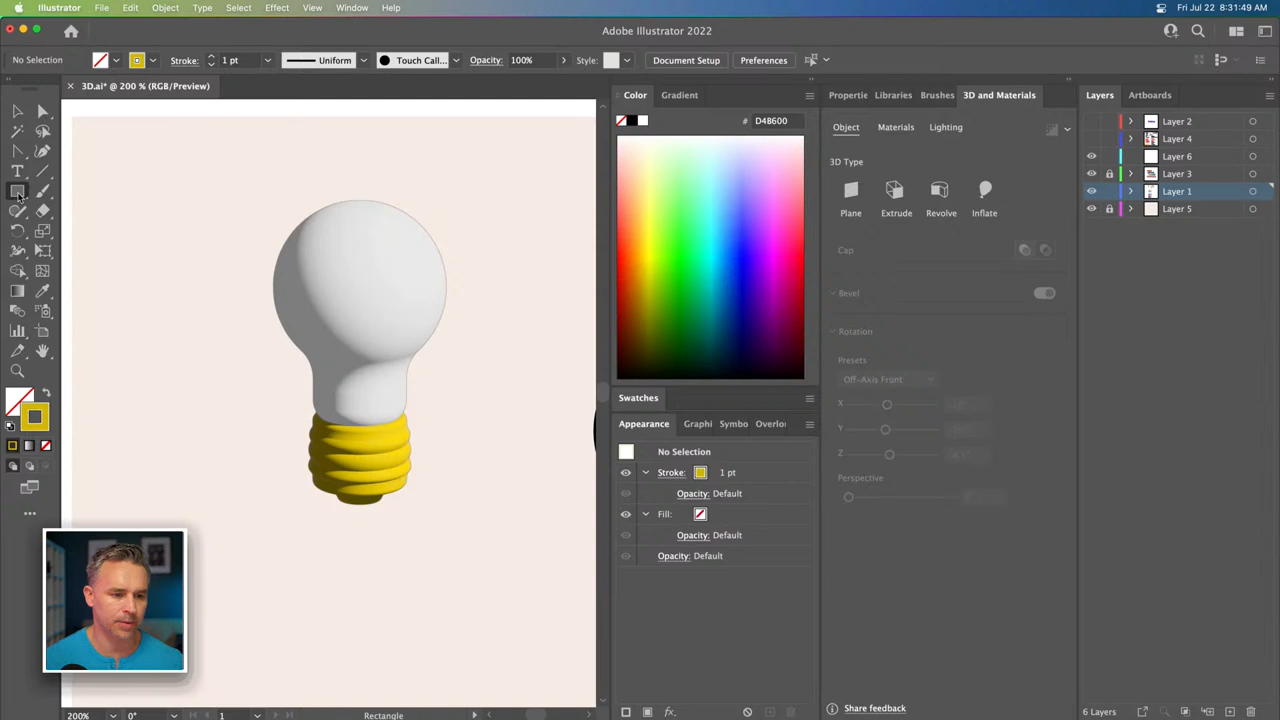 Illustrator File Edit Object Type Select Effect View Window Help Fri Jul 22 8:31:49 AM
Adobe Illustrator 2022
No Selection Stroke: 1 pt Uniform Touch Call... Opacity: 100% Style: Document Setup Preferences
× 3D.ai* @ 200 % (RGB/Preview)
Color Gradient
# D48600
Swatches
Appearance Graphi Symbo Overlo
No Selection
Stroke: 1 pt
Opacity: Default
Fill:
Opacity: Default
Opacity: Default
fx
Propertie Libraries Brushes 3D and Materials
Object Materials Lighting
3D Type
Plane Extrude Revolve Inflate
Cap
Bevel
Rotation
Presets
Off-Axis Front
X
Y
Z
Perspective
Share feedback
Layers Artboards
Layer 2
Layer 4
Layer 6
Layer 3
Layer 1
Layer 5
6 Layers
200% 0° 1 Rectangle